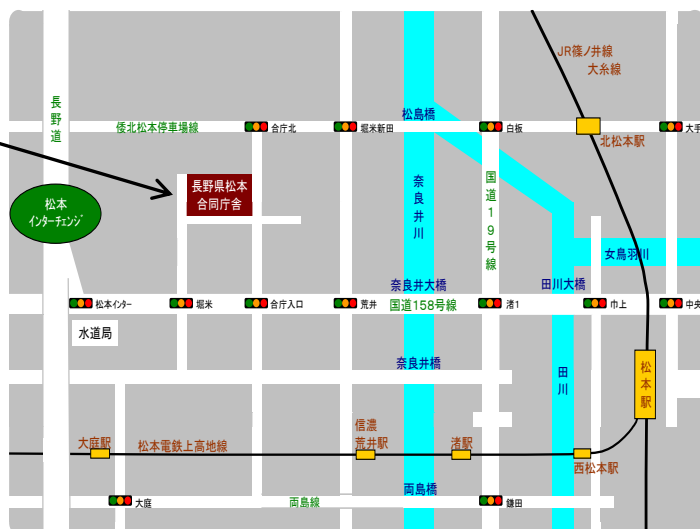 JR篠ノ井線
大糸線
長野道
倭北松本停車場線
合庁北
堀米新田
松島橋
白板
北松本駅
大手
長野県松本
合同庁舎
奈良井川
国道19号線
松本
インターチェンジ
女鳥羽川
奈良井大橋
田川大橋
松本インター
堀米
合庁入口
荒井
国道158号線
渚1
巾上
中央
水道局
奈良井橋
田川
松本駅
信濃
荒井駅
大庭駅
松本電鉄上高地線
渚駅
西松本駅
大庭
両島線
両島橋
鎌田